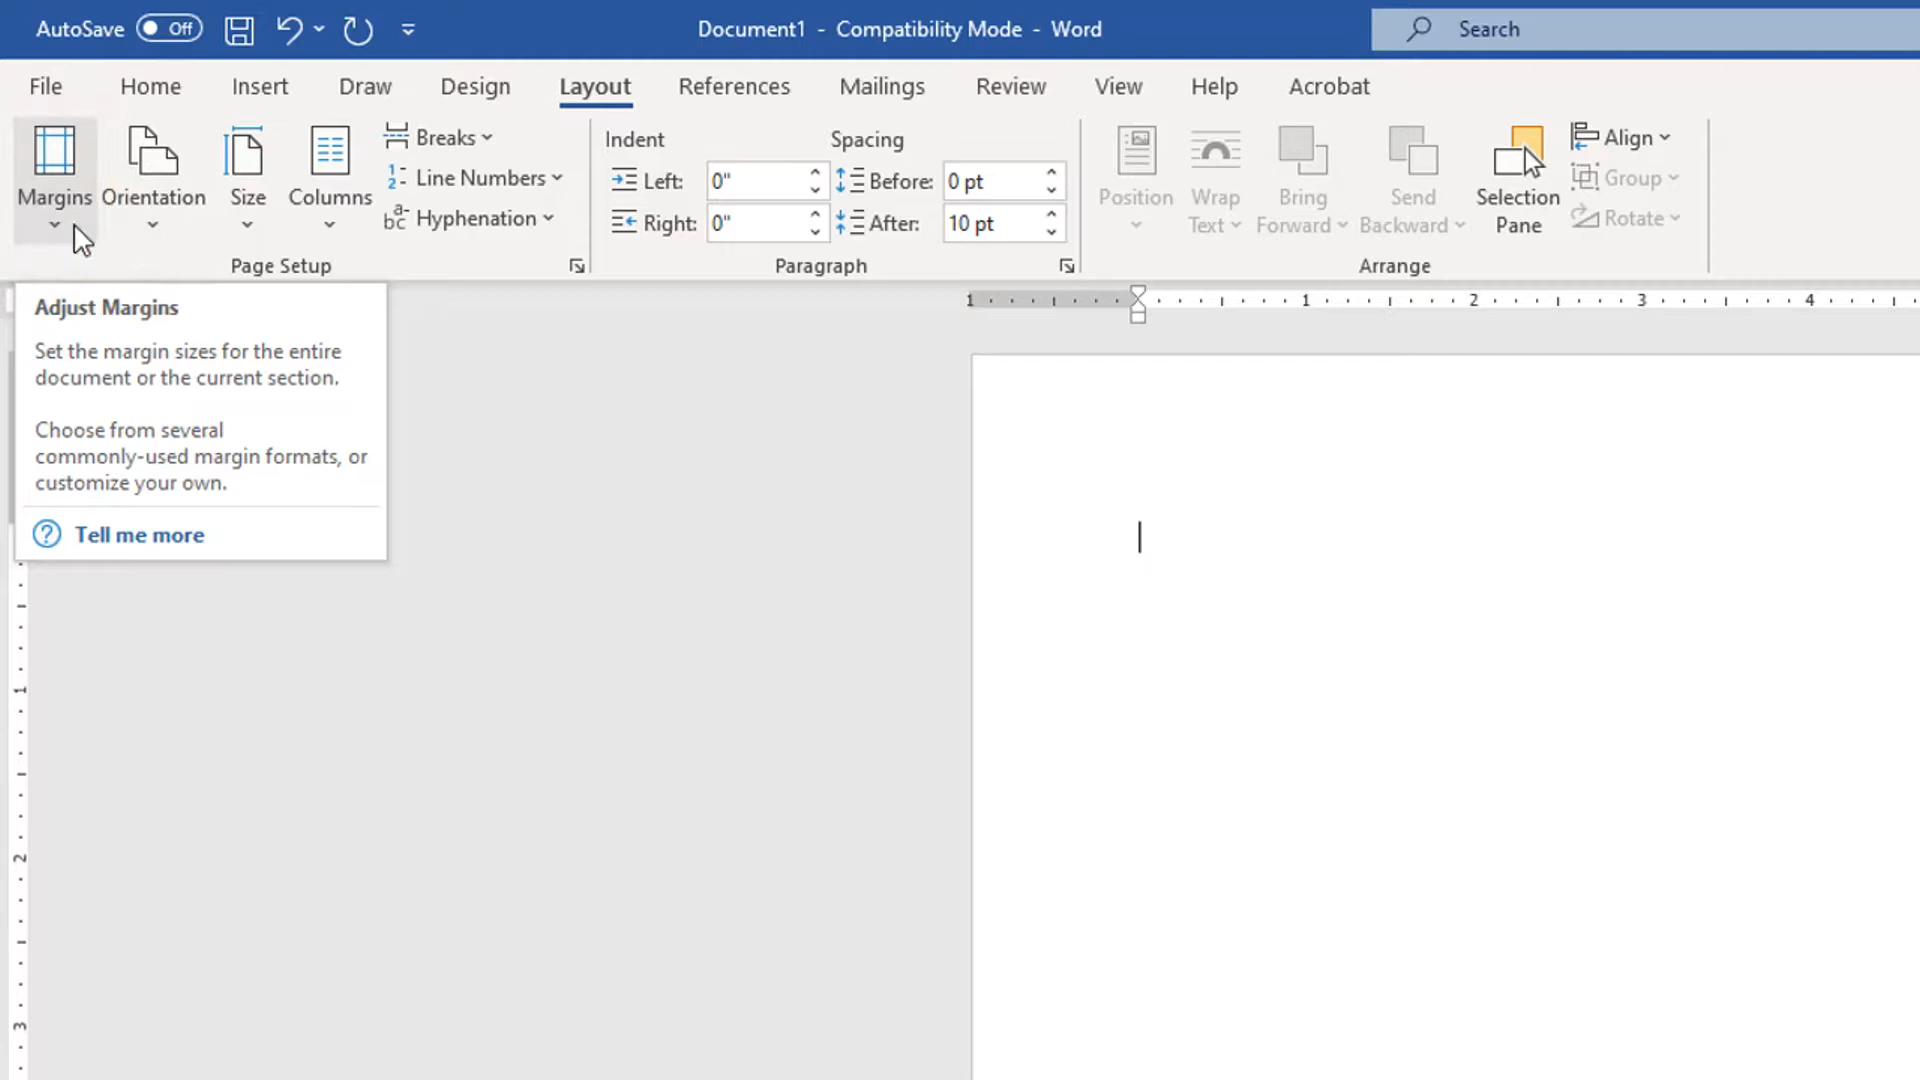 AutoSave Off Document1 - Compatibility Mode - Word Search
File Home Insert Draw Design Layout References Mailings Review View Help Acrobat
Margins
Orientation
Size
Columns
Breaks
1
2 Line Numbers
a-
bc Hyphenation
Page Setup
Indent
Left: 0"
Right: 0"
Spacing
Before: 0 pt
After: 10 pt
Paragraph
Position
Wrap
Text
Bring
Forward
Send
Backward
Selection
Pane
Align
Group
Rotate
Arrange
Adjust Margins
Set the margin sizes for the entire
document or the current section.
Choose from several
commonly-used margin formats, or
customize your own.
? Tell me more
1 1 2 3 4
1
2
3